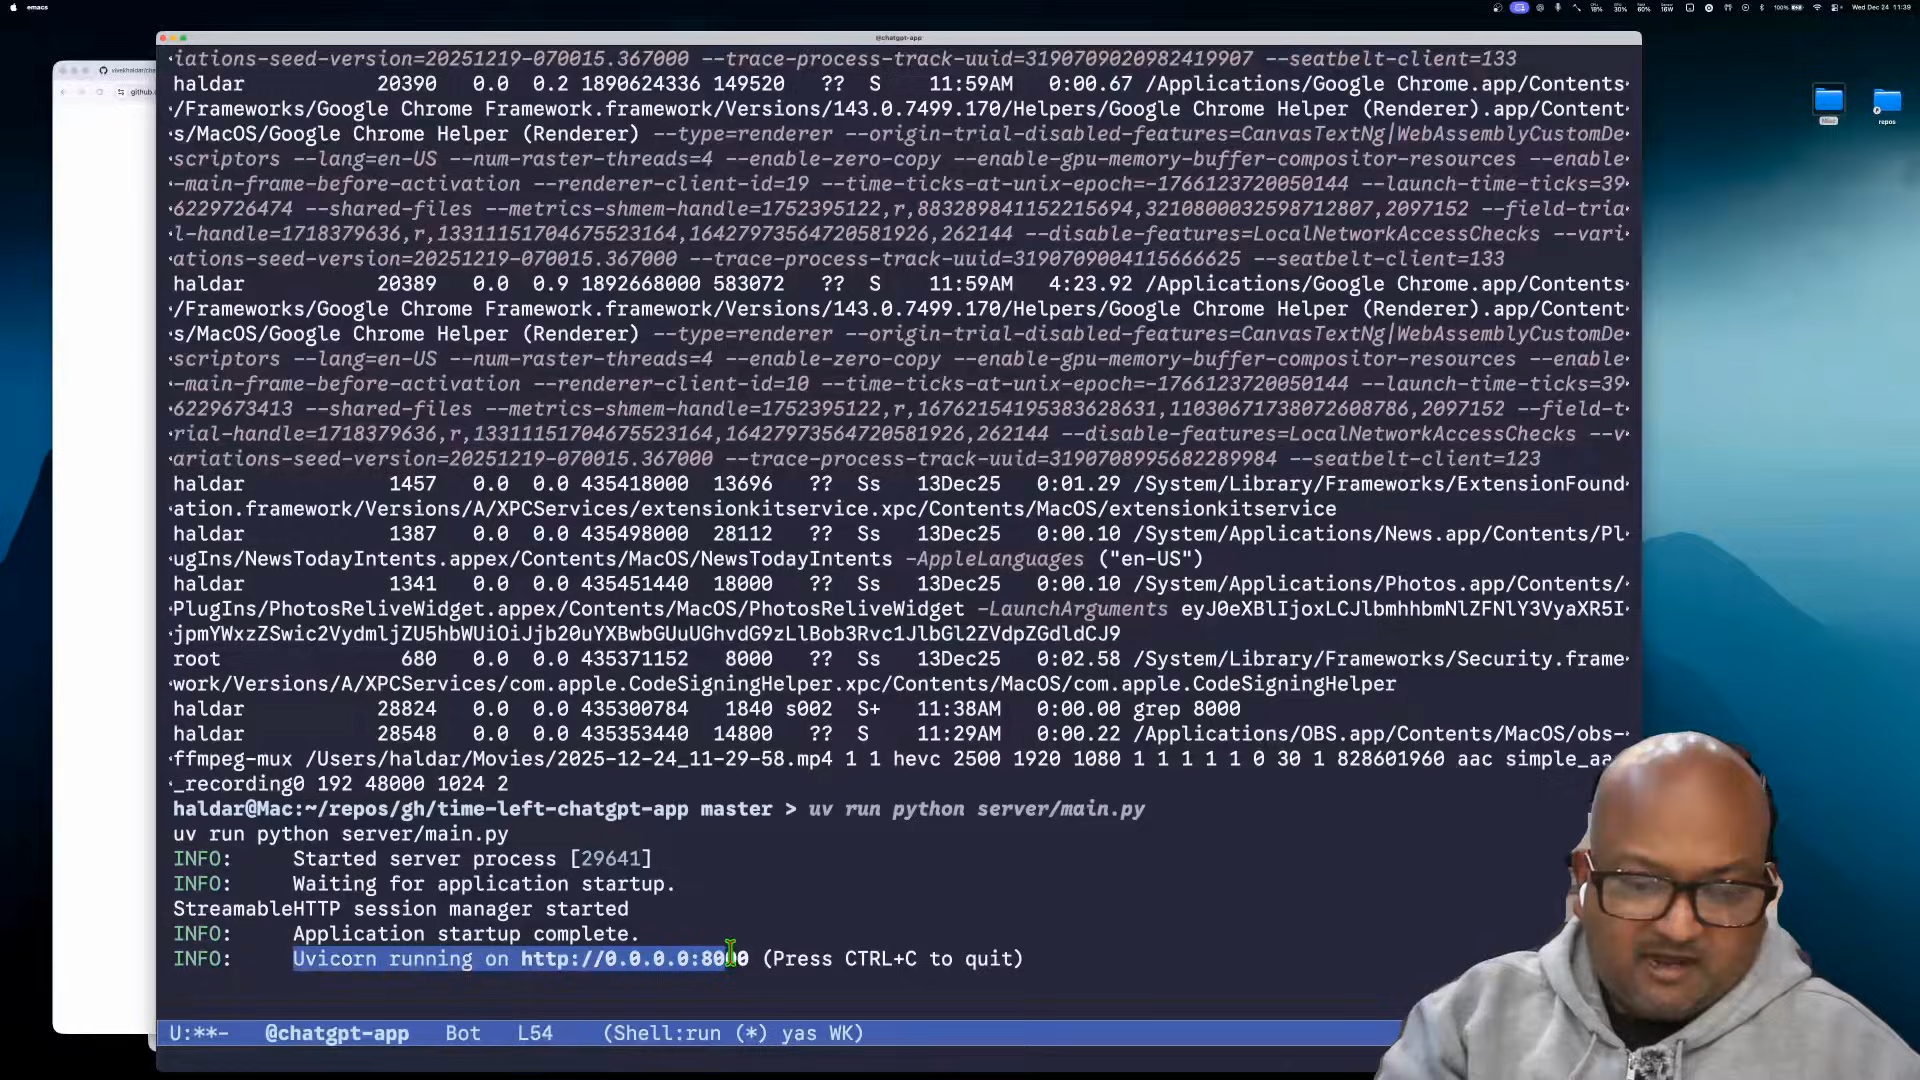 emacs
Wed Dec 24 11:39
@chatgpt-app
iations-seed-version=20251219-070015.367000 --trace-process-track-uuid=3190709020982419907 --seatbelt-client=133
haldar 20390 0.0 0.2 1890624336 149520 ?? S 11:59AM 0:00.67 /Applications/Google Chrome.app/Contents
/Frameworks/Google Chrome Framework.framework/Versions/143.0.7499.170/Helpers/Google Chrome Helper (Renderer).app/Content
s/MacOS/Google Chrome Helper (Renderer) --type=renderer --origin-trial-disabled-features=CanvasTextNg|WebAssemblyCustomDe
scriptors --lang=en-US --num-raster-threads=4 --enable-zero-copy --enable-gpu-memory-buffer-compositor-resources --enable
-main-frame-before-activation --renderer-client-id=19 --time-ticks-at-unix-epoch=-1766123720050144 --launch-time-ticks=39
6229726474 --shared-files --metrics-shmem-handle=1752395122,r,883289841152215694,3210800032598712807,2097152 --field-tria
l-handle=1718379636,r,13311151704675523164,16427973564720581926,262144 --disable-features=LocalNetworkAccessChecks --vari
ations-seed-version=20251219-070015.367000 --trace-process-track-uuid=3190709004115666625 --seatbelt-client=133
haldar 20389 0.0 0.9 1892668000 583072 ?? S 11:59AM 4:23.92 /Applications/Google Chrome.app/Contents
/Frameworks/Google Chrome Framework.framework/Versions/143.0.7499.170/Helpers/Google Chrome Helper (Renderer).app/Content
s/MacOS/Google Chrome Helper (Renderer) --type=renderer --origin-trial-disabled-features=CanvasTextNg|WebAssemblyCustomDe
scriptors --lang=en-US --num-raster-threads=4 --enable-zero-copy --enable-gpu-memory-buffer-compositor-resources --enable
-main-frame-before-activation --renderer-client-id=10 --time-ticks-at-unix-epoch=-1766123720050144 --launch-time-ticks=39
6229673413 --shared-files --metrics-shmem-handle=1752395122,r,16762154195383628631,11030671738072608786,2097152 --field-t
rial-handle=1718379636,r,13311151704675523164,16427973564720581926,262144 --disable-features=LocalNetworkAccessChecks --v
ariations-seed-version=20251219-070015.367000 --trace-process-track-uuid=3190708995682289984 --seatbelt-client=123
haldar 1457 0.0 0.0 435418000 13696 ?? Ss 13Dec25 0:01.29 /System/Library/Frameworks/ExtensionFound
ation.framework/Versions/A/XPCServices/extensionkitservice.xpc/Contents/MacOS/extensionkitservice
haldar 1387 0.0 0.0 435498000 28112 ?? Ss 13Dec25 0:00.10 /System/Applications/News.app/Contents/Pl
ugIns/NewsTodayIntents.appex/Contents/MacOS/NewsTodayIntents -AppleLanguages ("en-US")
haldar 1341 0.0 0.0 435451440 18000 ?? Ss 13Dec25 0:00.10 /System/Applications/Photos.app/Contents/
PlugIns/PhotosReliveWidget.appex/Contents/MacOS/PhotosReliveWidget -LaunchArguments eyJ0eXBlIjoxLCJlbmhhbmNlZFNlY3VyaXR5I
jpmYWxzZSwic2VydmljZU5hbWUiOiJjb20uYXBwbGUuUGhvdG9zLlBob3Rvc1JlbGl2ZVdpZGdldCJ9
root 680 0.0 0.0 435371152 8000 ?? Ss 13Dec25 0:02.58 /System/Library/Frameworks/Security.frame
work/Versions/A/XPCServices/com.apple.CodeSigningHelper.xpc/Contents/MacOS/com.apple.CodeSigningHelper
haldar 28824 0.0 0.0 435300784 1840 s002 S+ 11:38AM 0:00.00 grep 8000
haldar 28548 0.0 0.0 435353440 14800 ?? S 11:29AM 0:00.22 /Applications/OBS.app/Contents/MacOS/obs-
ffmpeg-mux /Users/haldar/Movies/2025-12-24_11-29-58.mp4 1 1 hevc 2500 1920 1080 1 1 1 1 1 0 30 1 828601960 aac simple_aa
_recording0 192 48000 1024 2
haldar@Mac:~/repos/gh/time-left-chatgpt-app master > uv run python server/main.py
uv run python server/main.py
INFO: Started server process [29641]
INFO: Waiting for application startup.
StreamableHTTP session manager started
INFO: Application startup complete.
INFO: Uvicorn running on http://0.0.0.0:8000 (Press CTRL+C to quit)
U:**- @chatgpt-app Bot L54 (Shell:run (*) yas WK)
github.
repos